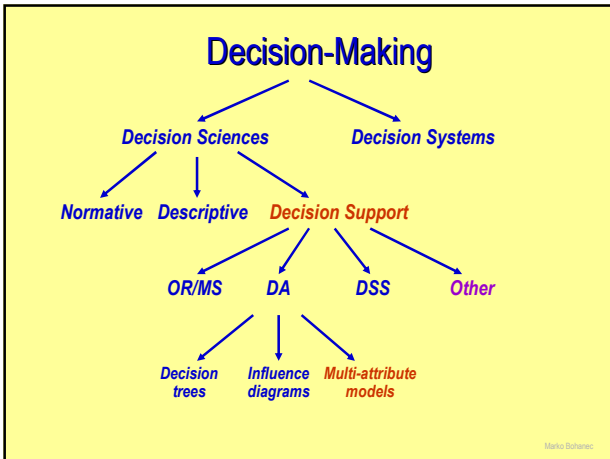 Decision-Making
Decision Sciences
Decision Systems
Normative
Descriptive
Decision Support
OR/MS
DA
DSS
Other
Decision
trees
Influence
diagrams
Multi-attribute
models
Marko Bohanec